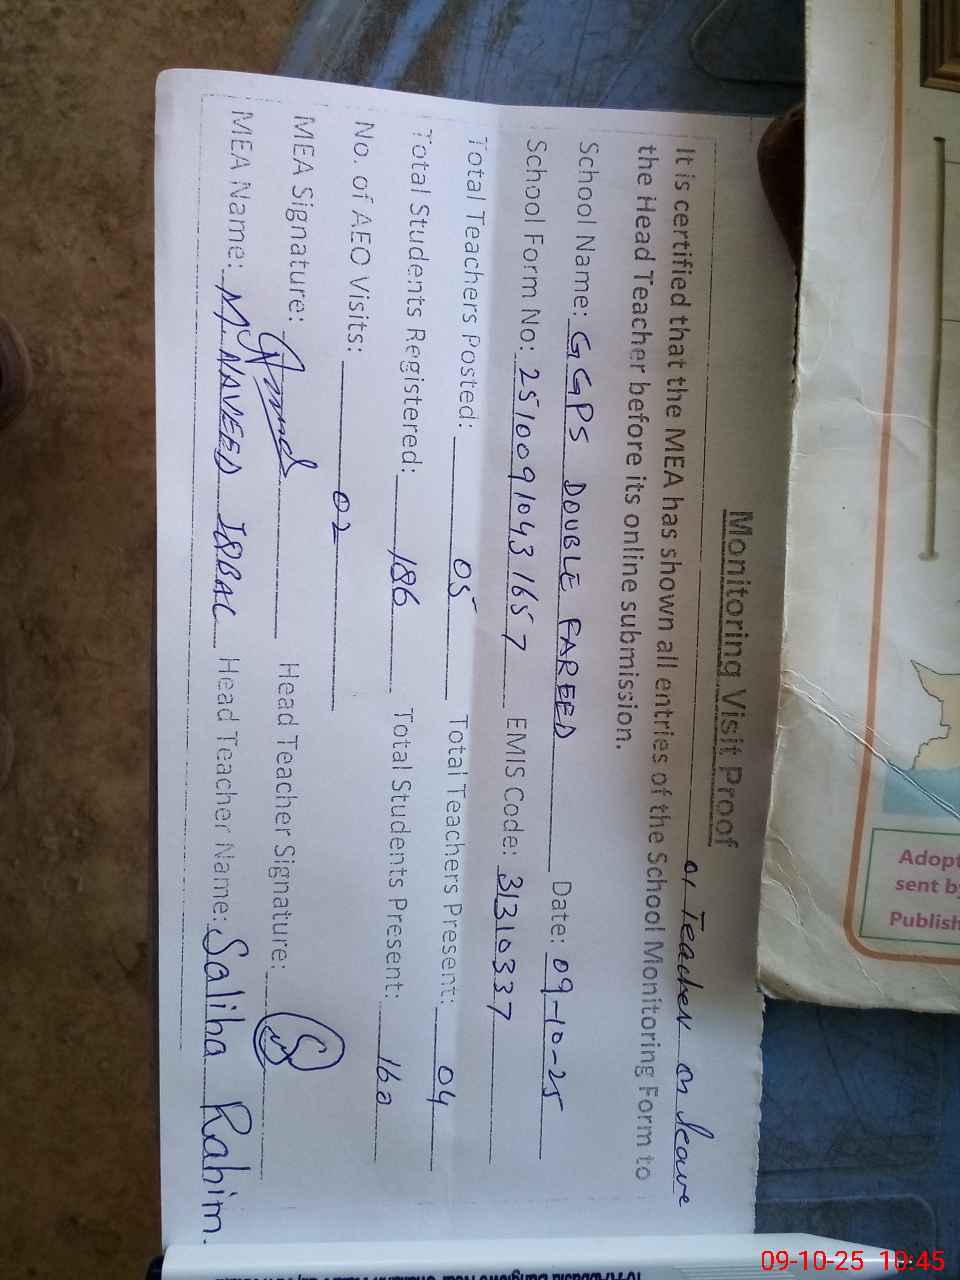 Monitoring Visit Proof
01 Teacher on leave
It is certified that the MEA has shown all entries of the School Monitoring Form to
the Head Teacher before its online submission.
School Name: GGPS DOUBLE FAREED Date: 09-10-25
School Form No: 25100910431657 EMIS Code: 31310337
Total Teachers Posted: 05 Total Teachers Present: 04
Total Students Registered: 186 Total Students Present: 160
No. of AEO Visits: 02
MEA Signature: Head Teacher Signature:
MEA Name: M. NAVEED IQBAL Head Teacher Name: Saliha Rahim.
Adopt
sent by
Publish
09-10-25 10:45